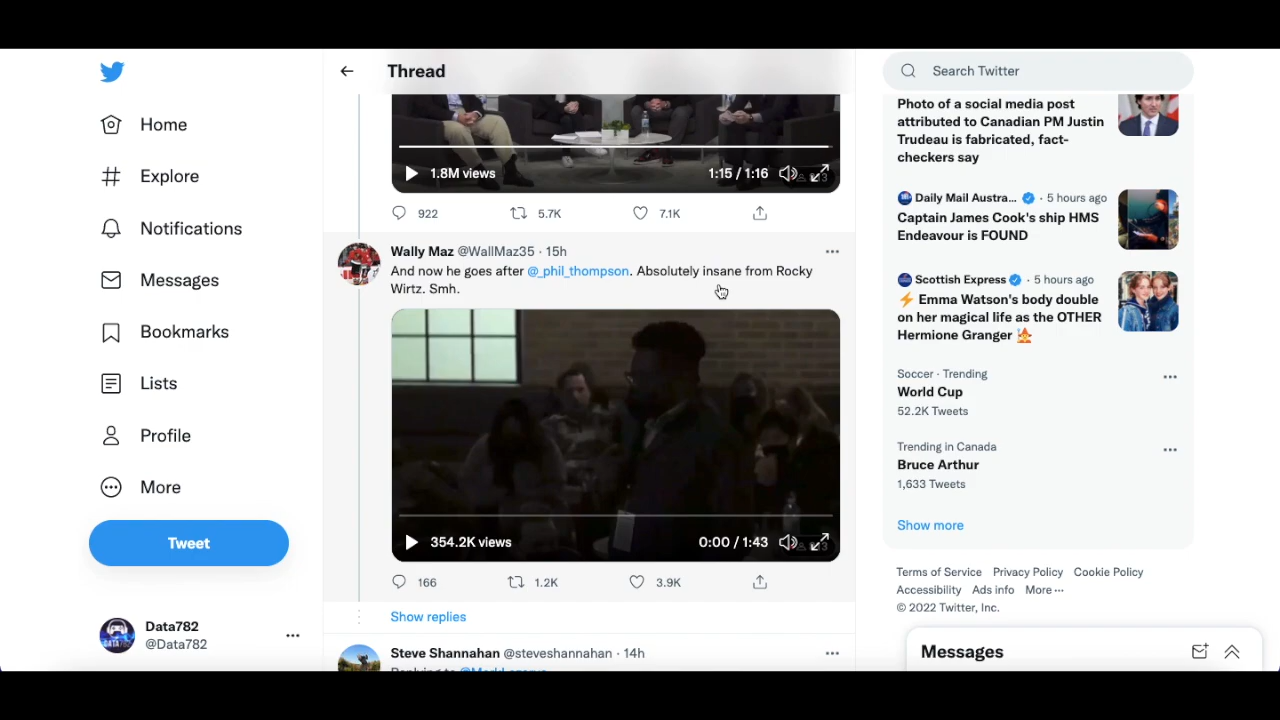 Home
Explore
Notifications
Messages
Bookmarks
Lists
Profile
More
Tweet
Data782
@Data782
Thread
1.8M views
1:15 / 1:16
922
5.7K
7.1K
Wally Maz @WallMaz35 · 15h
And now he goes after @_phil_thompson. Absolutely insane from Rocky
Wirtz. Smh.
354.2K views
0:00 / 1:43
166
1.2K
3.9K
Show replies
Steve Shannahan @steveshannahan · 14h
Search Twitter
Photo of a social media post
attributed to Canadian PM Justin
Trudeau is fabricated, fact-
checkers say
Daily Mail Austra... · 5 hours ago
Captain James Cook's ship HMS
Endeavour is FOUND
Scottish Express · 5 hours ago
⚡ Emma Watson's body double
on her magical life as the OTHER
Hermione Granger
Soccer · Trending
World Cup
52.2K Tweets
Trending in Canada
Bruce Arthur
1,633 Tweets
Show more
Terms of Service Privacy Policy Cookie Policy
Accessibility Ads info More ···
© 2022 Twitter, Inc.
Messages